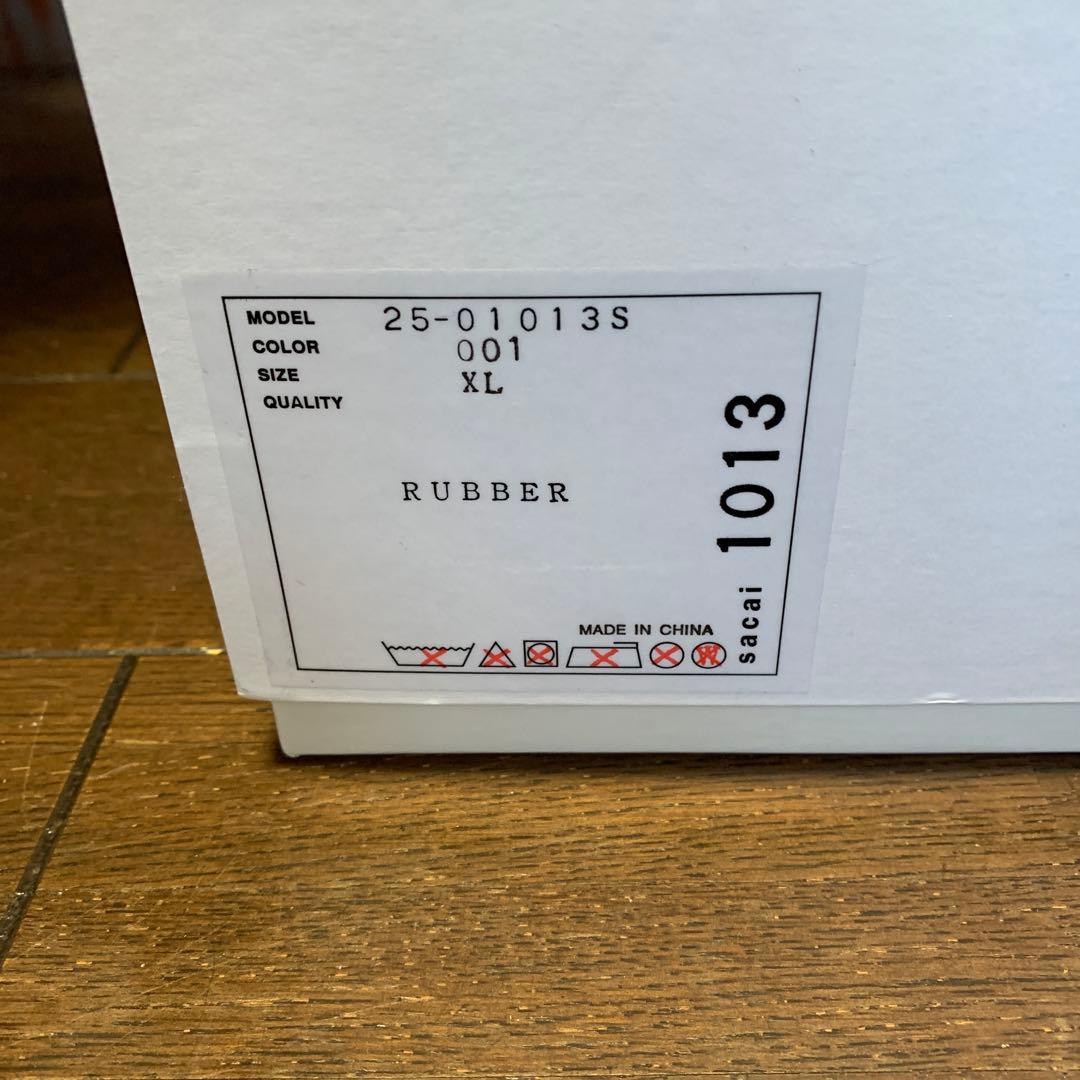 MODEL 25-01013S
COLOR 001
SIZE XL
QUALITY
RUBBER
MADE IN CHINA
sacai 1013